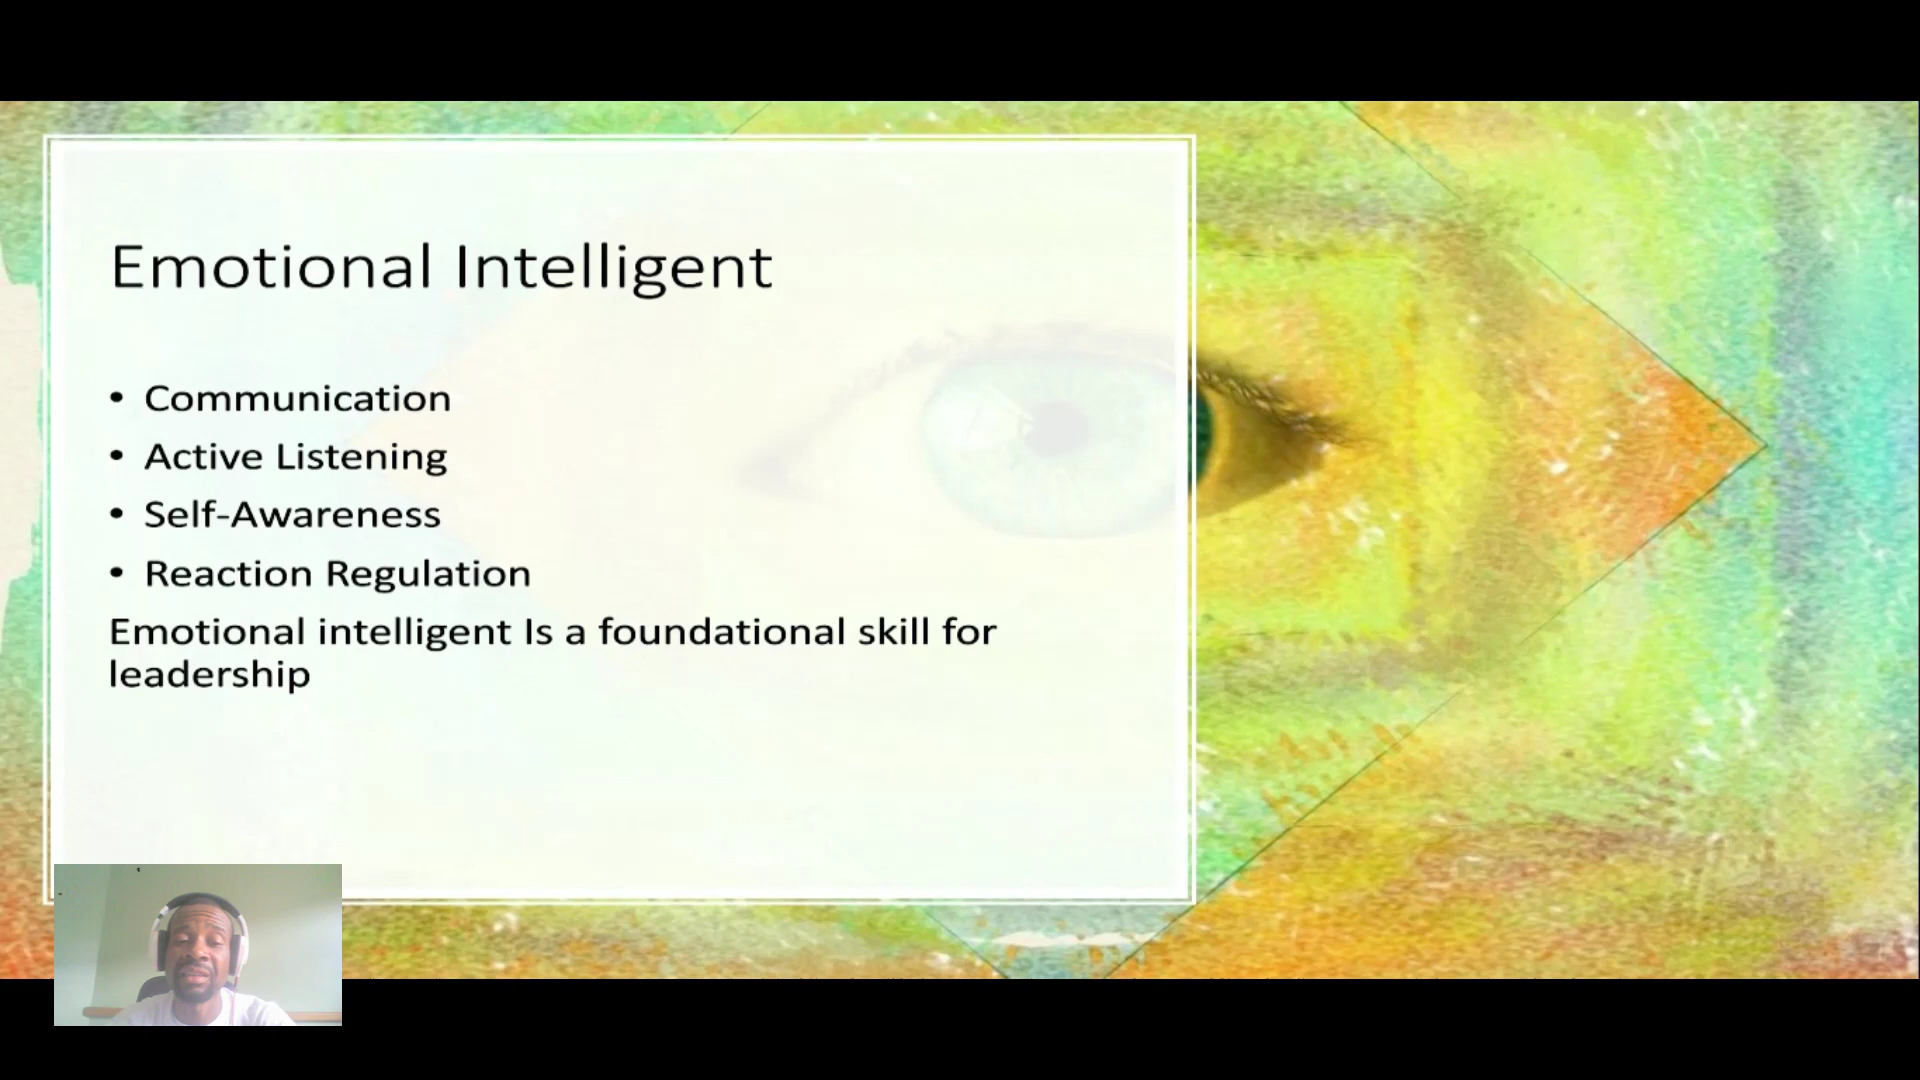 Emotional Intelligent
• Communication
• Active Listening
• Self-Awareness
• Reaction Regulation
Emotional intelligent Is a foundational skill for
leadership